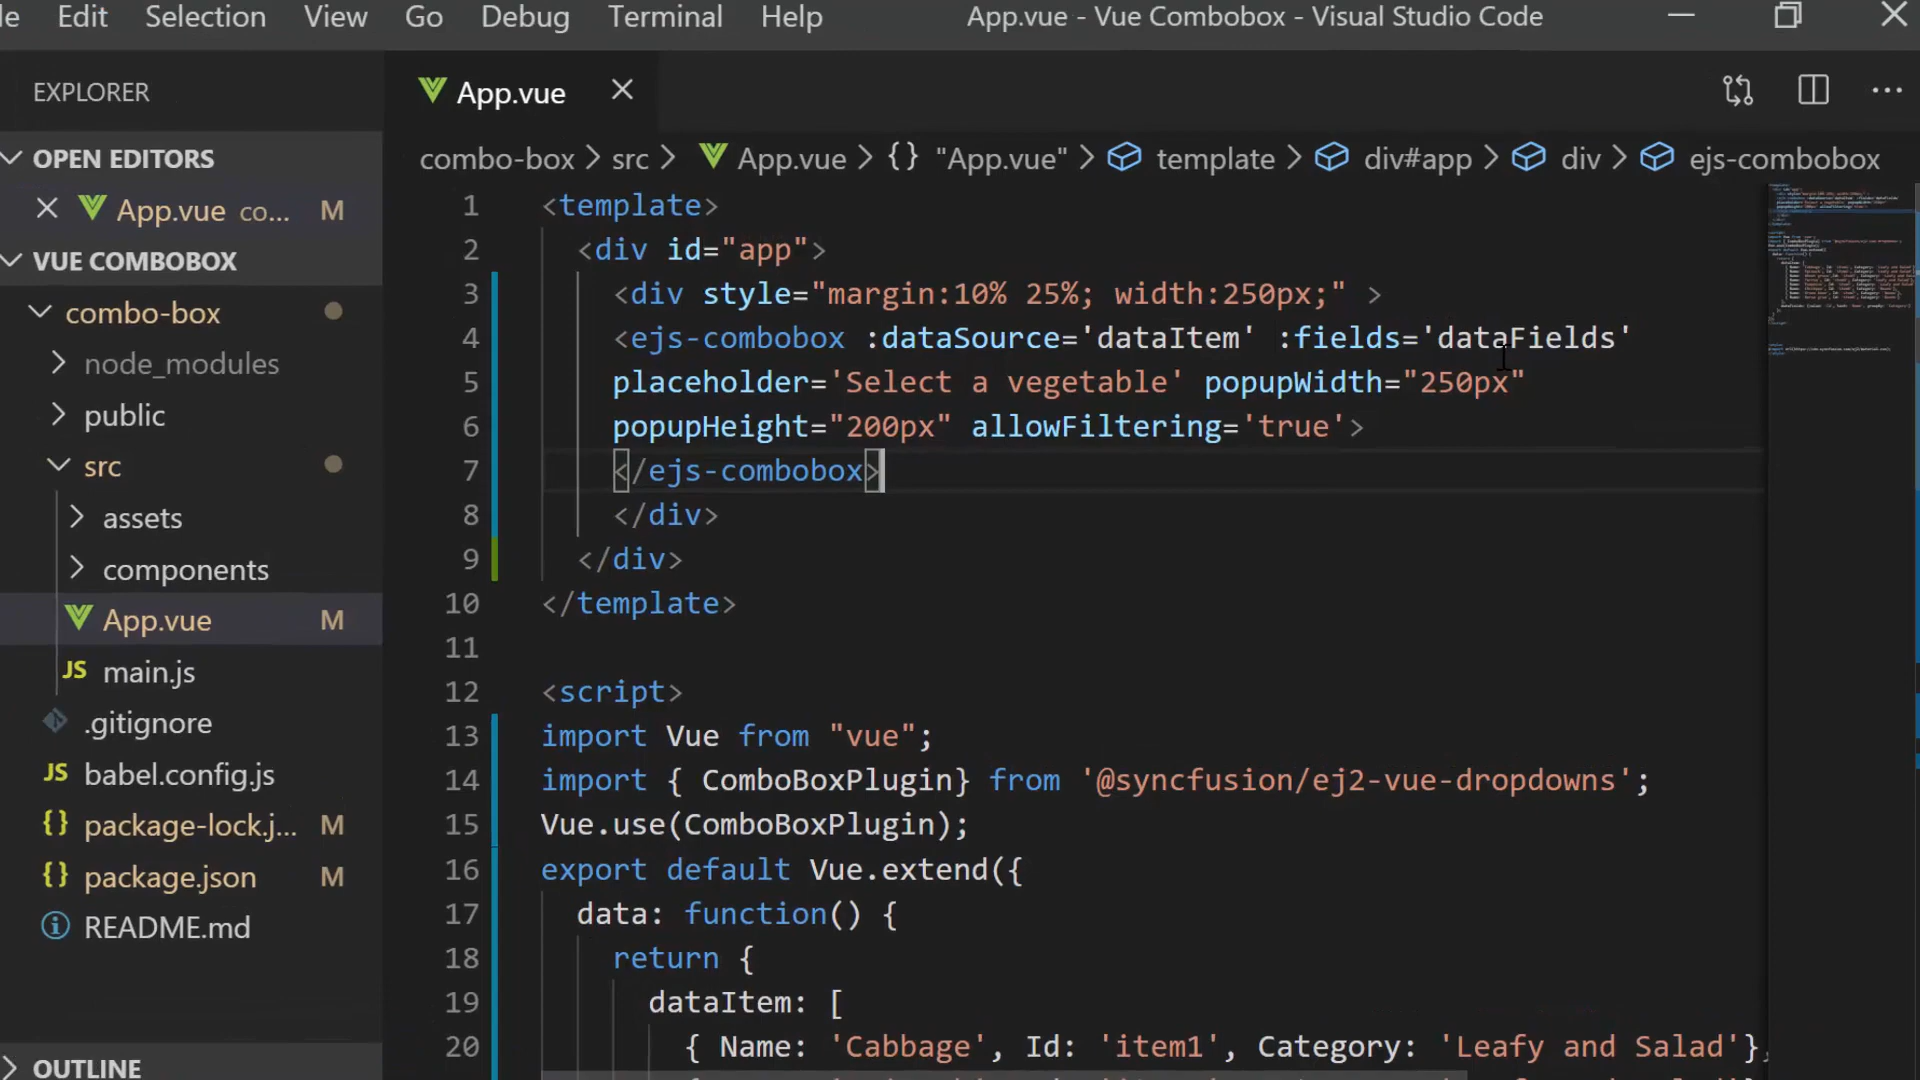 le Edit Selection View Go Debug Terminal Help App.vue - Vue Combobox - Visual Studio Code
EXPLORER
App.vue
OPEN EDITORS
combo-box > src > App.vue > {} "App.vue" > template > div#app > div > ejs-combobox
App.vue co... M
VUE COMBOBOX
combo-box
node_modules
public
src
assets
components
App.vue M
JS main.js
.gitignore
JS babel.config.js
{} package-lock.j... M
{} package.json M
README.md
OUTLINE
1 <template>
2 <div id="app">
3 <div style="margin:10% 25%; width:250px;" >
4 <ejs-combobox :dataSource='dataItem' :fields='dataFields'
5 placeholder='Select a vegetable' popupWidth="250px"
6 popupHeight="200px" allowFiltering='true'>
7 </ejs-combobox>
8 </div>
9 </div>
10 </template>
11
12 <script>
13 import Vue from "vue";
14 import { ComboBoxPlugin} from '@syncfusion/ej2-vue-dropdowns';
15 Vue.use(ComboBoxPlugin);
16 export default Vue.extend({
17 data: function() {
18 return {
19 dataItem: [
20 { Name: 'Cabbage', Id: 'item1', Category: 'Leafy and Salad'},